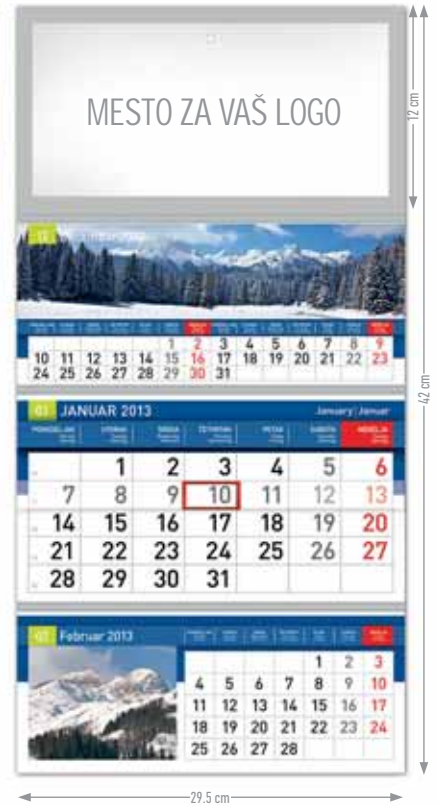 MESTO ZA VAŠ LOGO
12 cm
12
1 2 3 4 5 6 7 8 9
10 11 12 13 14 15 16 17 18 19 20 21 22 23
24 25 26 27 28 29 30 31
42 cm
01 JANUAR 2013 January | Januar
PONEDELJAK UTORAK SREDA ČETVRTAK PETAK SUBOTA NEDELJA
1 2 3 4 5 6
7 8 9 10 11 12 13
14 15 16 17 18 19 20
21 22 23 24 25 26 27
28 29 30 31
02 Februar 2013
1 2 3
4 5 6 7 8 9 10
11 12 13 14 15 16 17
18 19 20 21 22 23 24
25 26 27 28
29.5 cm